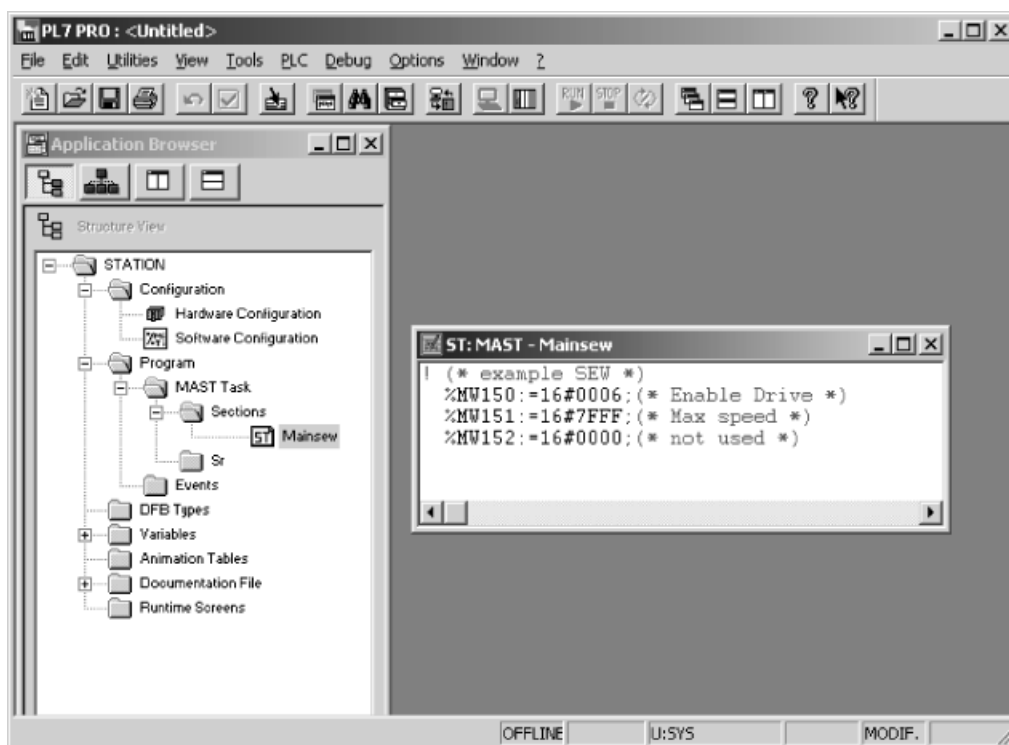 PL7 PRO : <Untitled>
File Edit Utilities View Tools PLC Debug Options Window ?
RUN STOP
Application Browser
Structure View
STATION
Configuration
Hardware Configuration
Software Configuration
Program
MAST Task
Sections
ST Mainsew
Sr
Events
DFB Types
Variables
Animation Tables
Documentation File
Runtime Screens
ST: MAST - Mainsew
! (* example SEW *)
%MW150:=16#0006;(* Enable Drive *)
%MW151:=16#7FFF;(* Max speed *)
%MW152:=16#0000;(* not used *)
OFFLINE U:SYS MODIF.